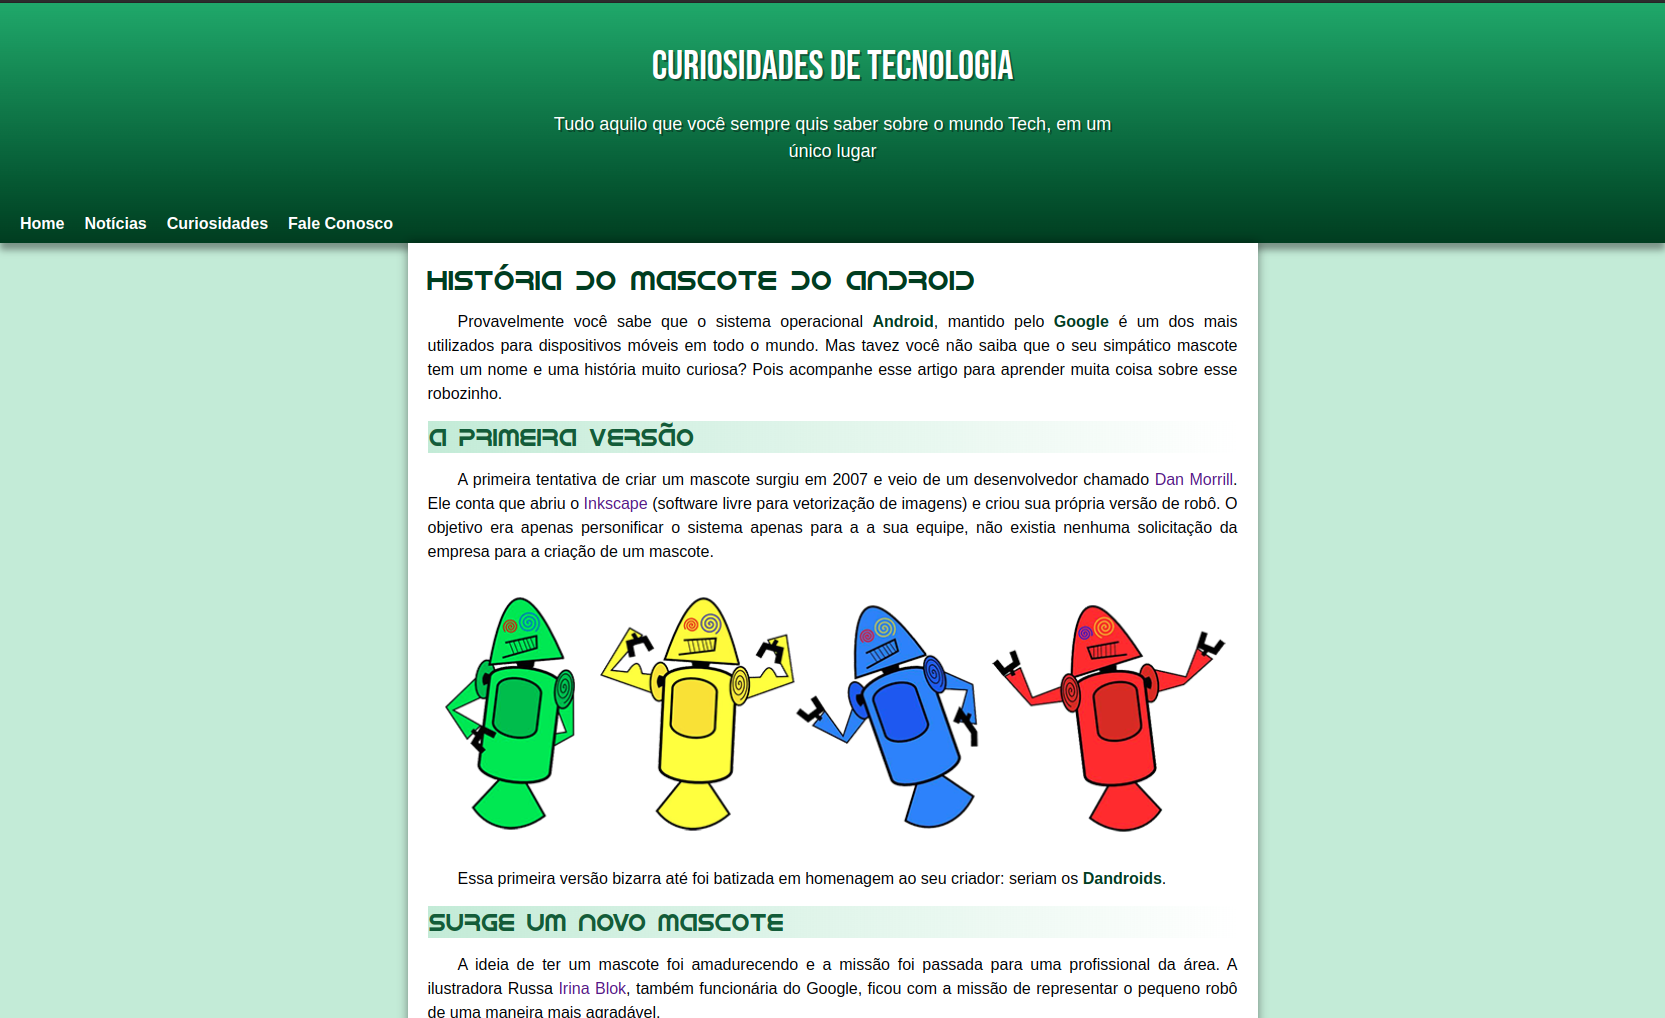 CURIOSIDADES DE TECNOLOGIA
Tudo aquilo que você sempre quis saber sobre o mundo Tech, em um
único lugar
Home Notícias Curiosidades Fale Conosco
HISTÓRIA DO MASCOTE DO ANDROID
Provavelmente você sabe que o sistema operacional Android, mantido pelo Google é um dos mais
utilizados para dispositivos móveis em todo o mundo. Mas tavez você não saiba que o seu simpático mascote
tem um nome e uma história muito curiosa? Pois acompanhe esse artigo para aprender muita coisa sobre esse
robozinho.
A PRIMEIRA VERSÃO
A primeira tentativa de criar um mascote surgiu em 2007 e veio de um desenvolvedor chamado Dan Morrill.
Ele conta que abriu o Inkscape (software livre para vetorização de imagens) e criou sua própria versão de robô. O
objetivo era apenas personificar o sistema apenas para a a sua equipe, não existia nenhuma solicitação da
empresa para a criação de um mascote.
Essa primeira versão bizarra até foi batizada em homenagem ao seu criador: seriam os Dandroids.
SURGE UM NOVO MASCOTE
A ideia de ter um mascote foi amadurecendo e a missão foi passada para uma profissional da área. A
ilustradora Russa Irina Blok, também funcionária do Google, ficou com a missão de representar o pequeno robô
de uma maneira mais agradável.